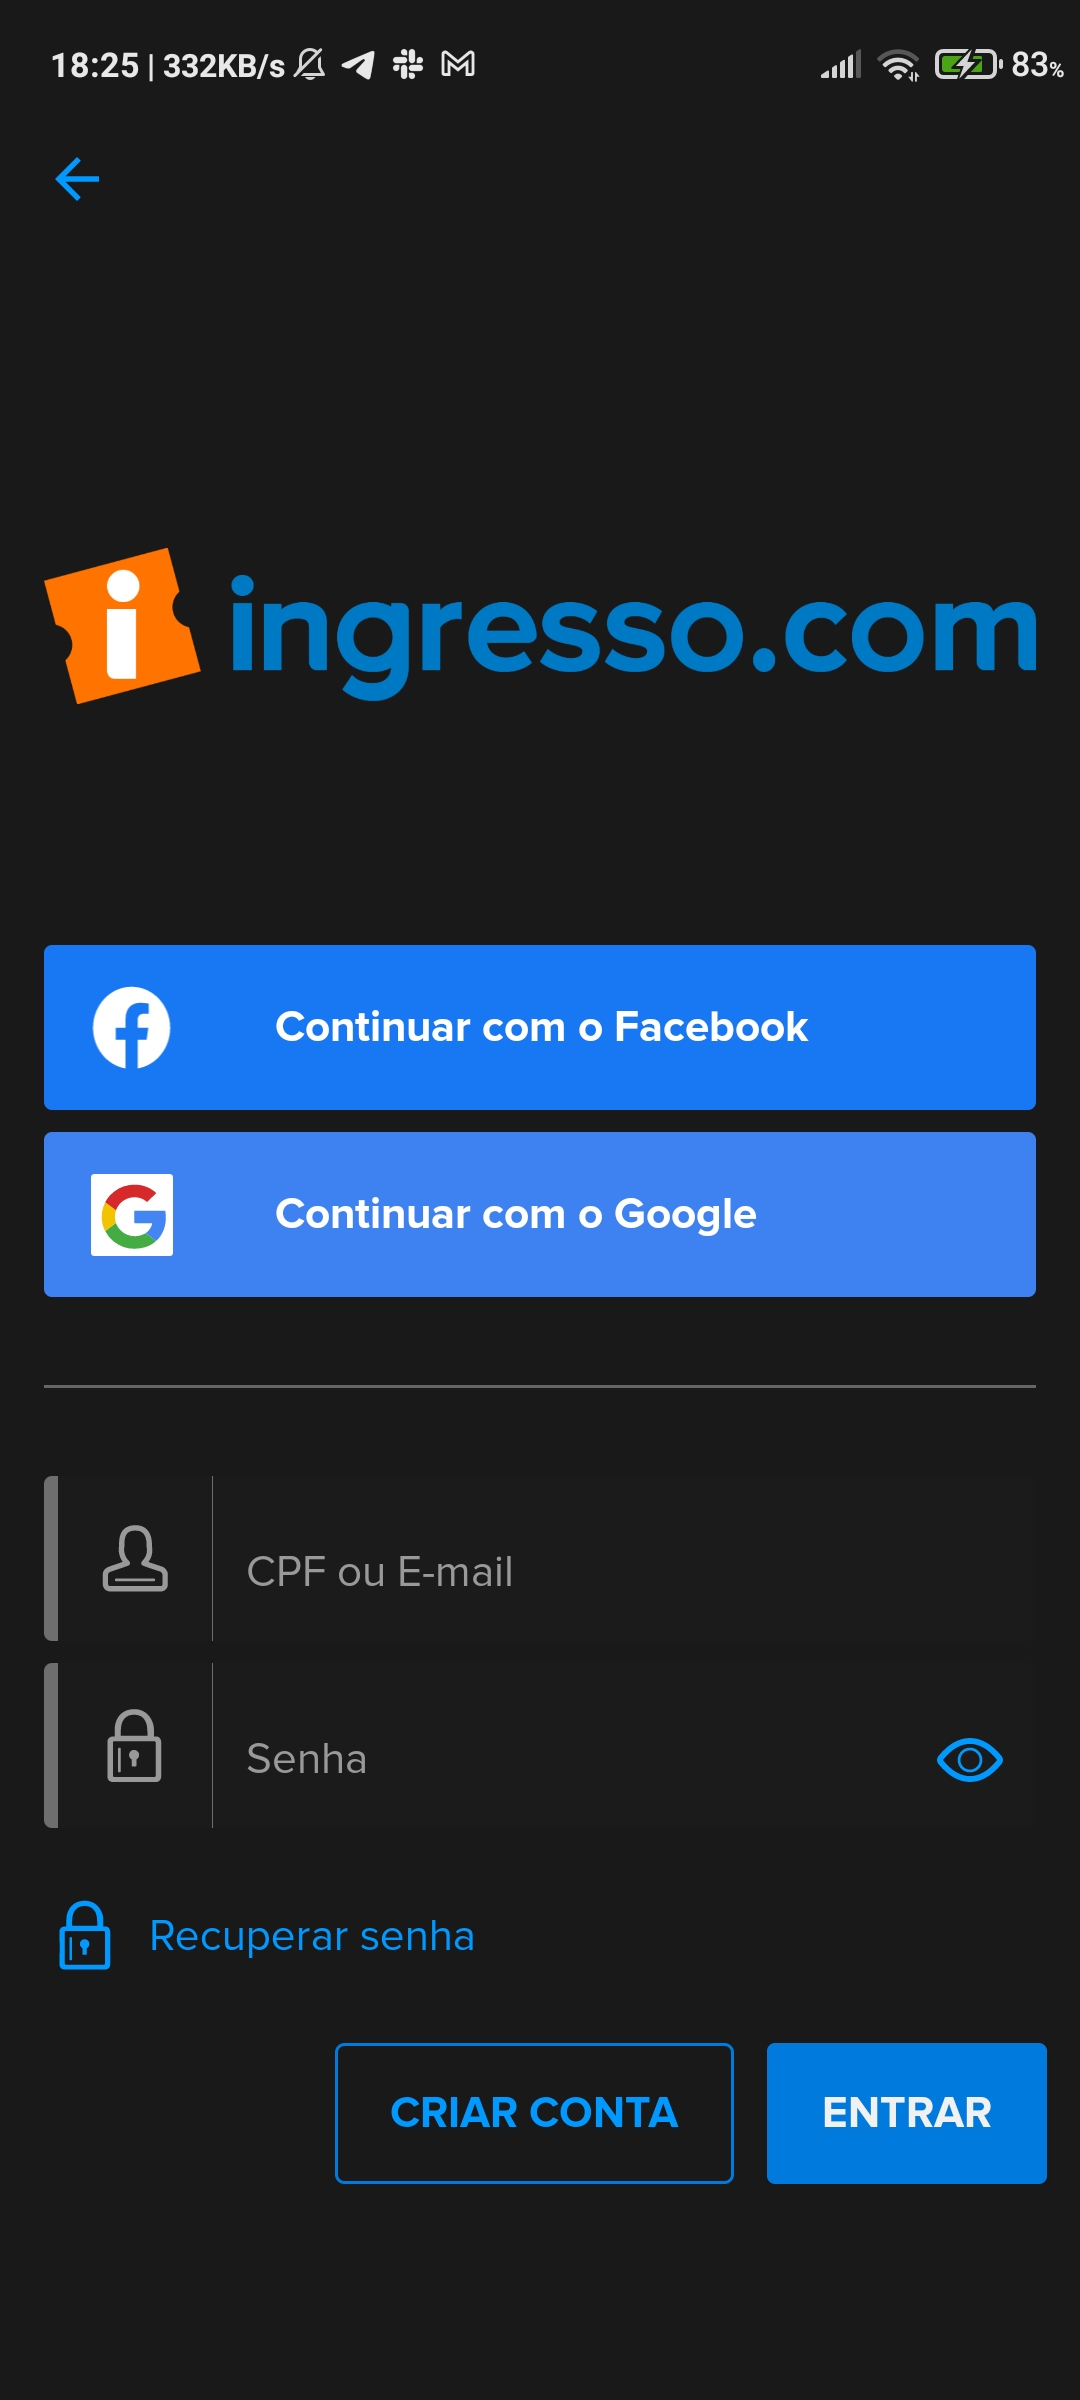 18:25 | 332KB/s 83%
ingresso.com
Continuar com o Facebook
Continuar com o Google
CPF ou E-mail
Senha
Recuperar senha
CRIAR CONTA ENTRAR